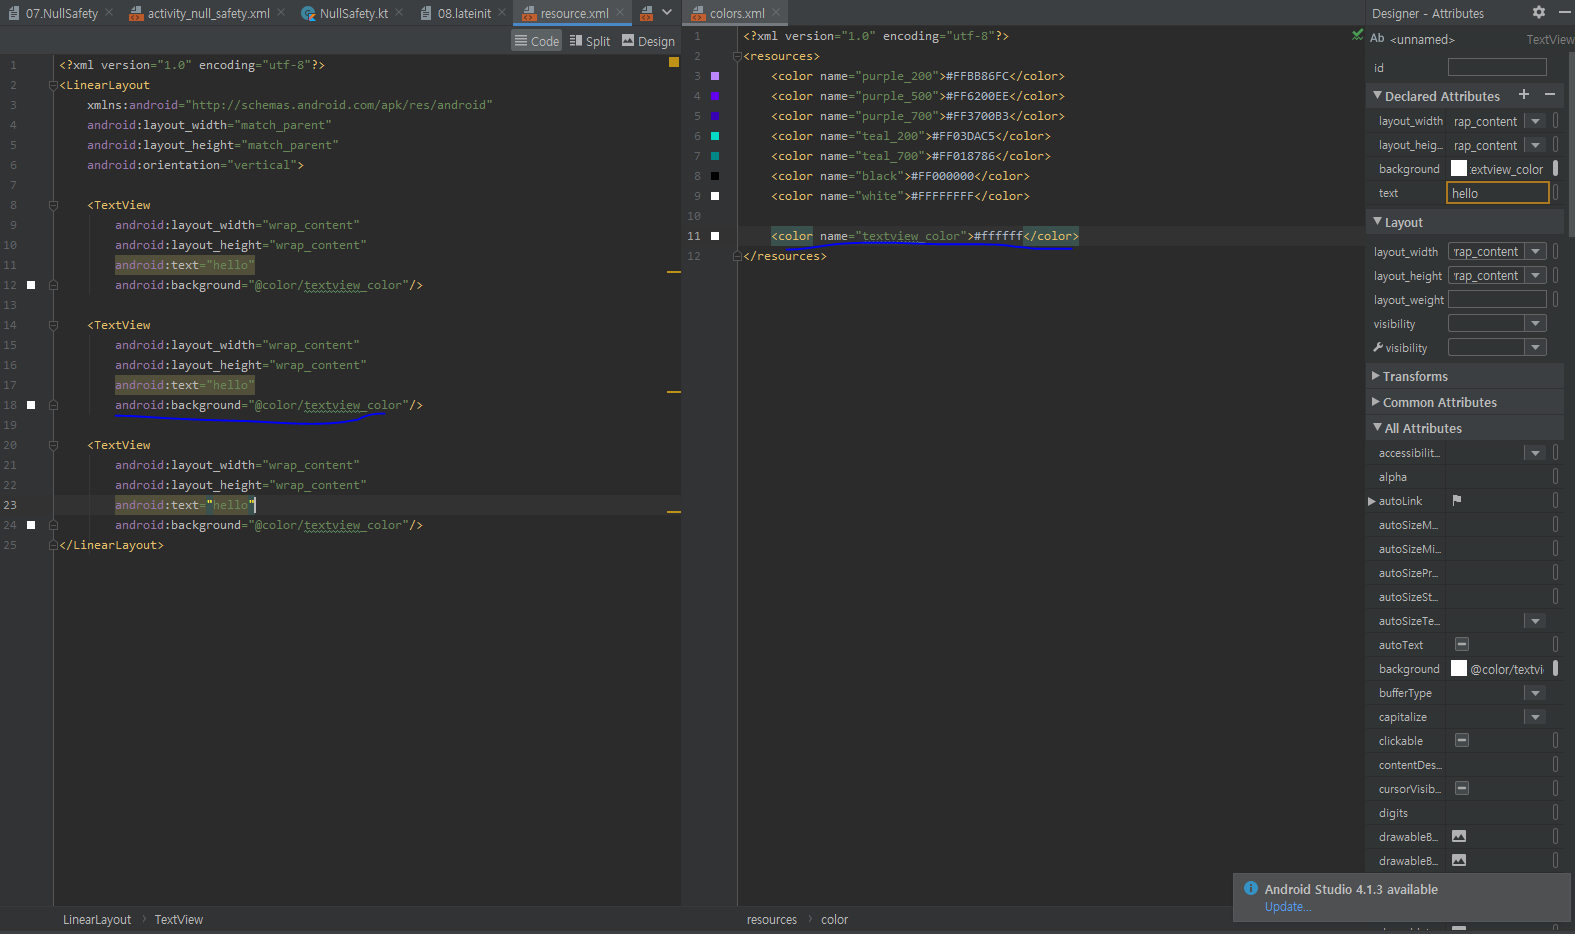 07.NullSafety activity_null_safety.xml NullSafety.kt 08.lateinit resource.xml colors.xml
Code Split Design
1 <?xml version="1.0" encoding="utf-8"?>
2 <LinearLayout
3 xmlns:android="http://schemas.android.com/apk/res/android"
4 android:layout_width="match_parent"
5 android:layout_height="match_parent"
6 android:orientation="vertical">
7
8 <TextView
9 android:layout_width="wrap_content"
10 android:layout_height="wrap_content"
11 android:text="hello"
12 android:background="@color/textview_color"/>
13
14 <TextView
15 android:layout_width="wrap_content"
16 android:layout_height="wrap_content"
17 android:text="hello"
18 android:background="@color/textview_color"/>
19
20 <TextView
21 android:layout_width="wrap_content"
22 android:layout_height="wrap_content"
23 android:text="hello"
24 android:background="@color/textview_color"/>
25 </LinearLayout>
LinearLayout TextView
1 <?xml version="1.0" encoding="utf-8"?>
2 <resources>
3 <color name="purple_200">#FFBB86FC</color>
4 <color name="purple_500">#FF6200EE</color>
5 <color name="purple_700">#FF3700B3</color>
6 <color name="teal_200">#FF03DAC5</color>
7 <color name="teal_700">#FF018786</color>
8 <color name="black">#FF000000</color>
9 <color name="white">#FFFFFFFF</color>
10
11 <color name="textview_color">#ffffff</color>
12 </resources>
resources color
Designer - Attributes
Ab <unnamed> TextView
id
Declared Attributes
layout_width rap_content
layout_heig... rap_content
background extview_color
text hello
Layout
layout_width rap_content
layout_height rap_content
layout_weight
visibility
visibility
Transforms
Common Attributes
All Attributes
accessibilit...
alpha
autoLink
autoSizeM...
autoSizeMi...
autoSizePr...
autoSizeSt...
autoSizeTe...
autoText
background @color/textvi
bufferType
capitalize
clickable
contentDes...
cursorVisib...
digits
drawableB...
drawableB...
Android Studio 4.1.3 available
Update...